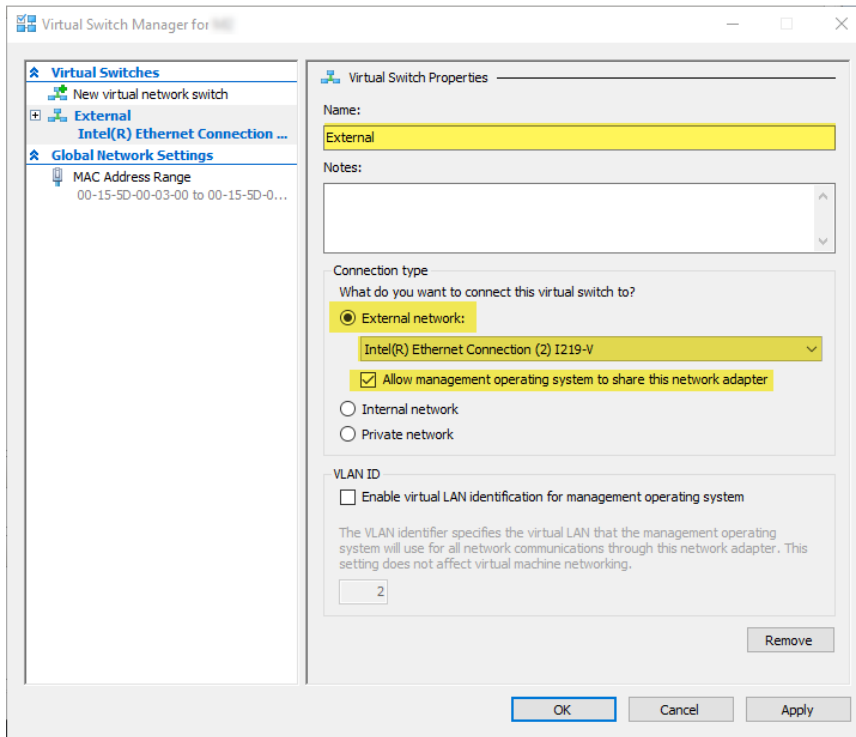 Virtual Switch Manager for
Virtual Switches
New virtual network switch
External
Intel(R) Ethernet Connection ...
Global Network Settings
MAC Address Range
00-15-5D-00-03-00 to 00-15-5D-0...
Virtual Switch Properties
Name:
External
Notes:
Connection type
What do you want to connect this virtual switch to?
External network:
Intel(R) Ethernet Connection (2) I219-V
Allow management operating system to share this network adapter
Internal network
Private network
VLAN ID
Enable virtual LAN identification for management operating system
The VLAN identifier specifies the virtual LAN that the management operating
system will use for all network communications through this network adapter. This
setting does not affect virtual machine networking.
2
Remove
OK
Cancel
Apply